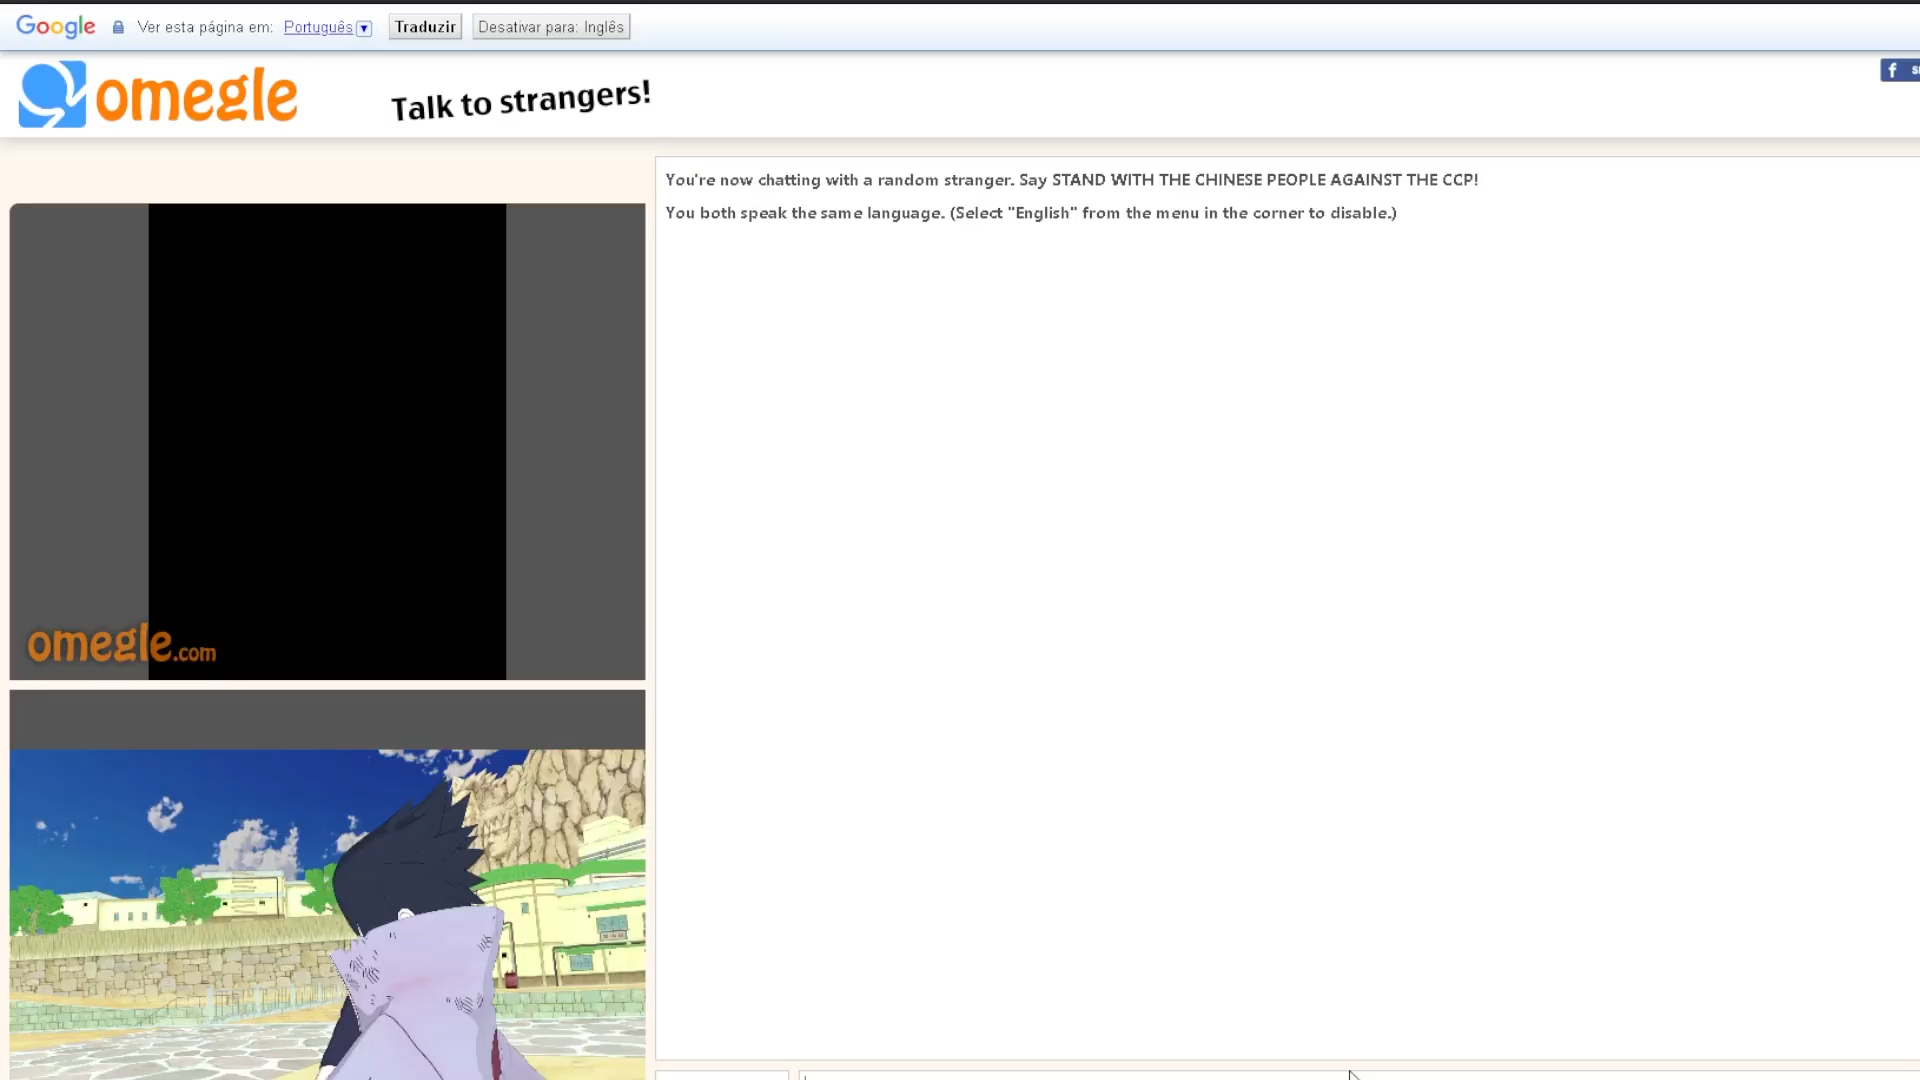 Google Ver esta página em: Português Traduzir Desativar para: Inglês
omegle Talk to strangers!
f
You're now chatting with a random stranger. Say STAND WITH THE CHINESE PEOPLE AGAINST THE CCP!
You both speak the same language. (Select "English" from the menu in the corner to disable.)
omegle.com